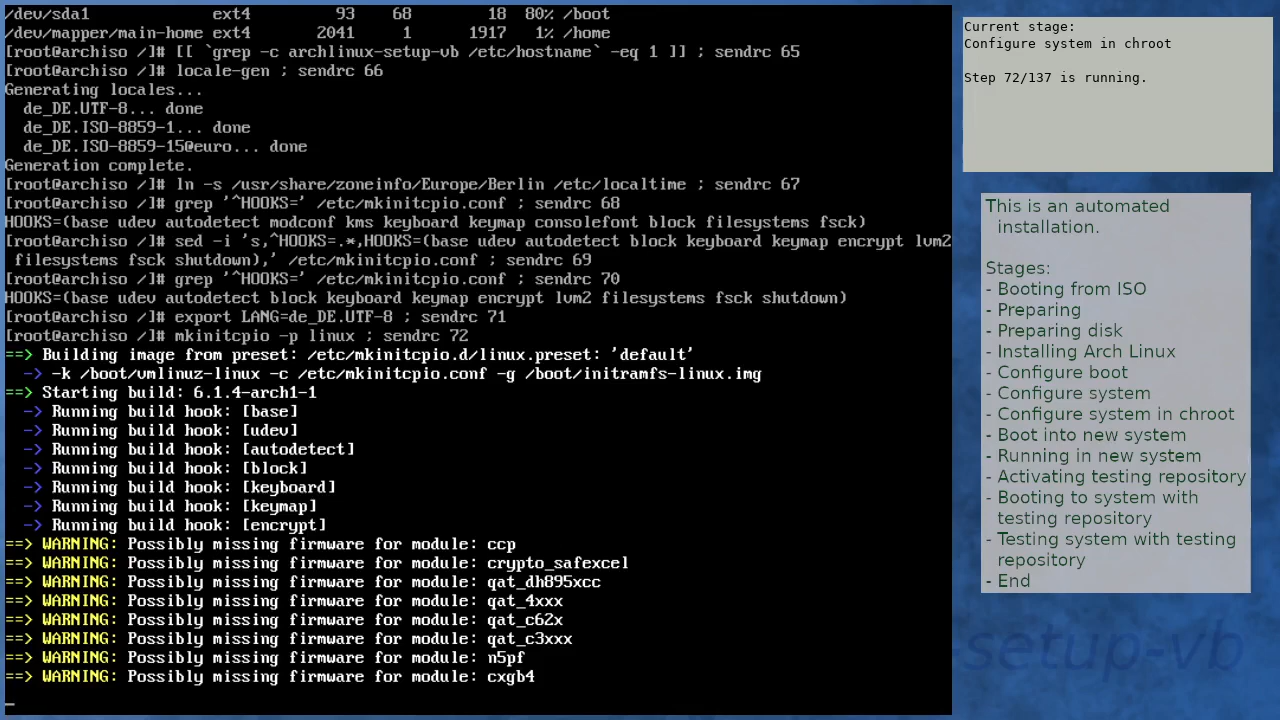 /dev/sda1             ext4         93    68        18  80% /boot
/dev/mapper/main-home ext4       2041     1      1917   1% /home
[root@archiso /]# [[ `grep -c archlinux-setup-vb /etc/hostname` -eq 1 ]] ; sendrc 65
[root@archiso /]# locale-gen ; sendrc 66
Generating locales...
  de_DE.UTF-8... done
  de_DE.ISO-8859-1... done
  de_DE.ISO-8859-15@euro... done
Generation complete.
[root@archiso /]# ln -s /usr/share/zoneinfo/Europe/Berlin /etc/localtime ; sendrc 67
[root@archiso /]# grep '^HOOKS=' /etc/mkinitcpio.conf ; sendrc 68
HOOKS=(base udev autodetect modconf kms keyboard keymap consolefont block filesystems fsck)
[root@archiso /]# sed -i 's,^HOOKS=.*,HOOKS=(base udev autodetect block keyboard keymap encrypt lvm2
 filesystems fsck shutdown),' /etc/mkinitcpio.conf ; sendrc 69
[root@archiso /]# grep '^HOOKS=' /etc/mkinitcpio.conf ; sendrc 70
HOOKS=(base udev autodetect block keyboard keymap encrypt lvm2 filesystems fsck shutdown)
[root@archiso /]# export LANG=de_DE.UTF-8 ; sendrc 71
[root@archiso /]# mkinitcpio -p linux ; sendrc 72
==> Building image from preset: /etc/mkinitcpio.d/linux.preset: 'default'
  -> -k /boot/vmlinuz-linux -c /etc/mkinitcpio.conf -g /boot/initramfs-linux.img
==> Starting build: 6.1.4-arch1-1
  -> Running build hook: [base]
  -> Running build hook: [udev]
  -> Running build hook: [autodetect]
  -> Running build hook: [block]
  -> Running build hook: [keyboard]
  -> Running build hook: [keymap]
  -> Running build hook: [encrypt]
==> WARNING: Possibly missing firmware for module: ccp
==> WARNING: Possibly missing firmware for module: crypto_safexcel
==> WARNING: Possibly missing firmware for module: qat_dh895xcc
==> WARNING: Possibly missing firmware for module: qat_4xxx
==> WARNING: Possibly missing firmware for module: qat_c62x
==> WARNING: Possibly missing firmware for module: qat_c3xxx
==> WARNING: Possibly missing firmware for module: n5pf
==> WARNING: Possibly missing firmware for module: cxgb4
_
Current stage:
Configure system in chroot
Step 72/137 is running.
This is an automated
installation.
Stages:
- Booting from ISO
- Preparing
- Preparing disk
- Installing Arch Linux
- Configure boot
- Configure system
- Configure system in chroot
- Boot into new system
- Running in new system
- Activating testing repository
- Booting to system with
testing repository
- Testing system with testing
repository
- End
setup-vb